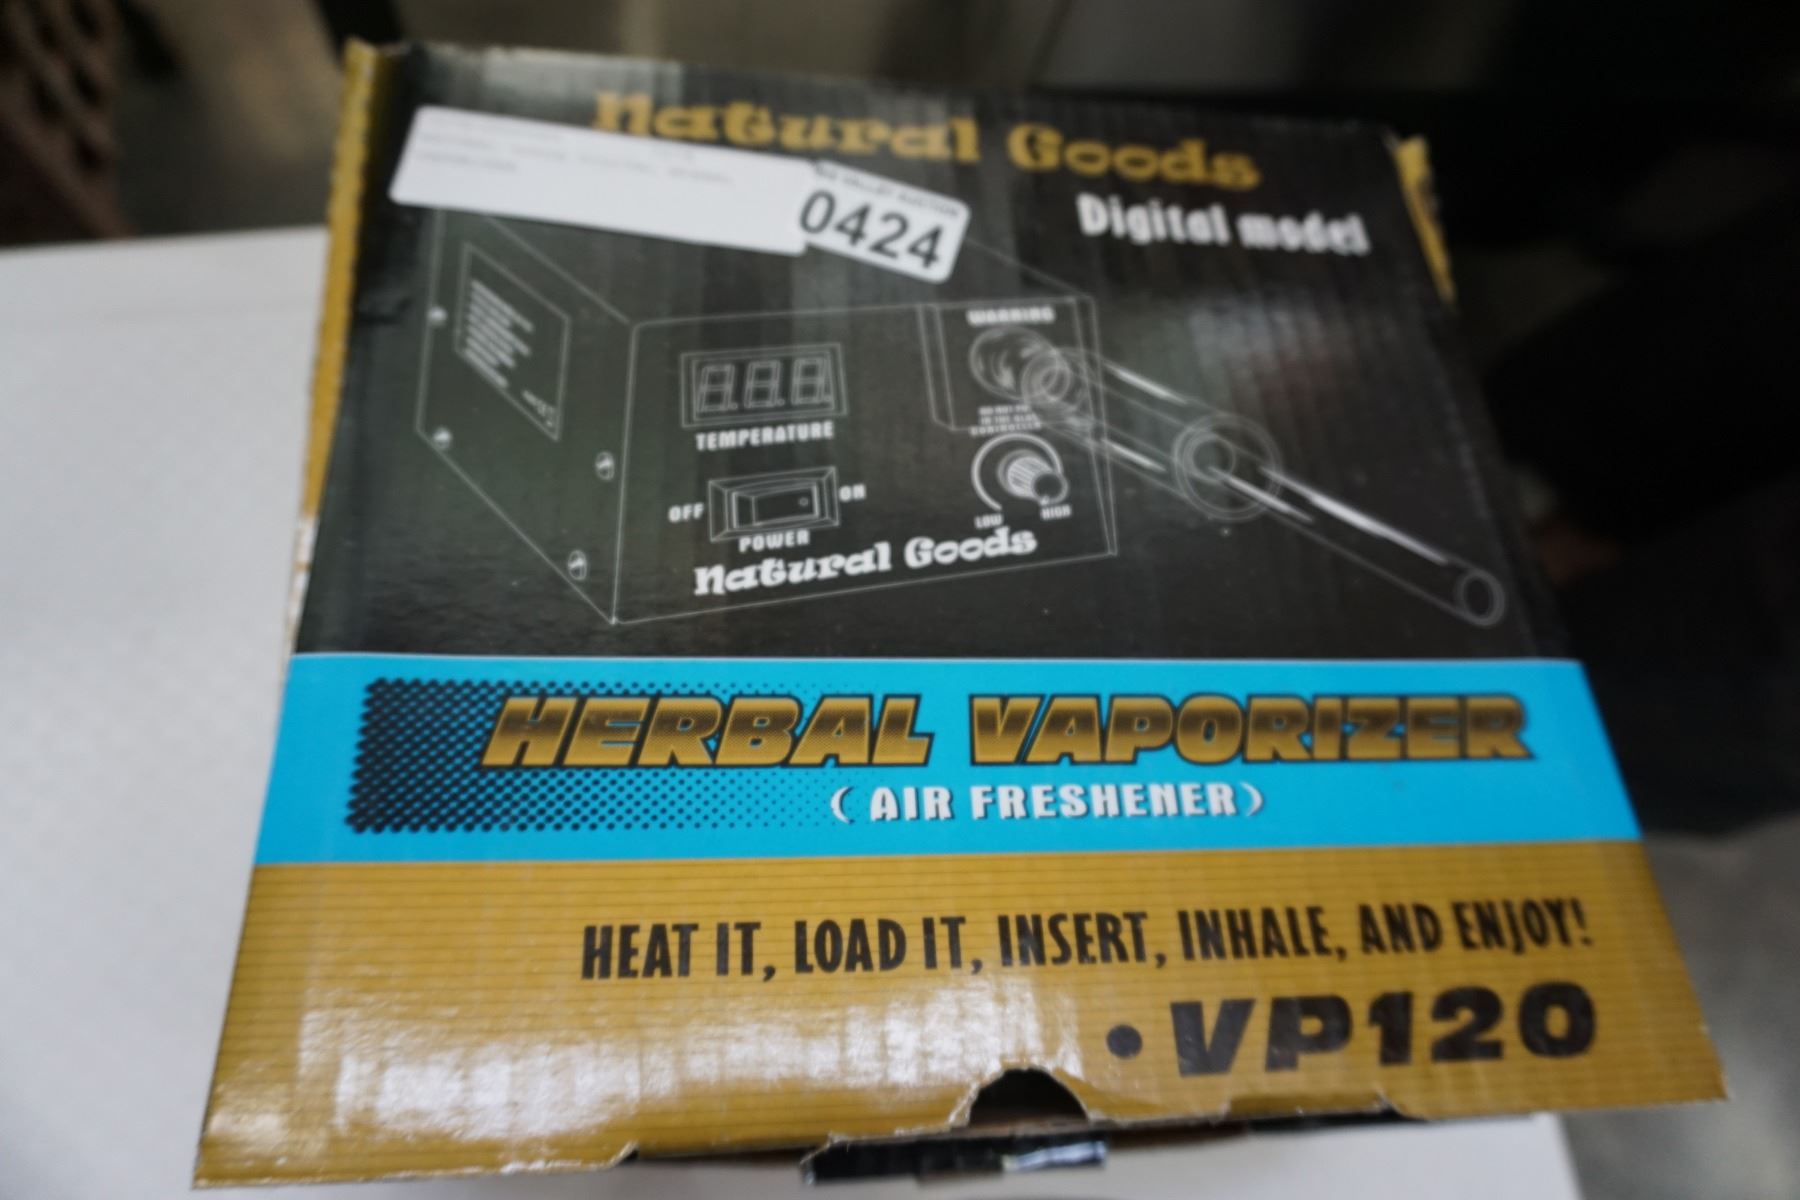 Natural Goods
Digital model
0424
WARNING
TEMPERATURE
OFF
ON
POWER
LOW
HIGH
Natural Goods
HERBAL VAPORIZER
( AIR FRESHENER )
HEAT IT, LOAD IT, INSERT, INHALE, AND ENJOY!
• VP120